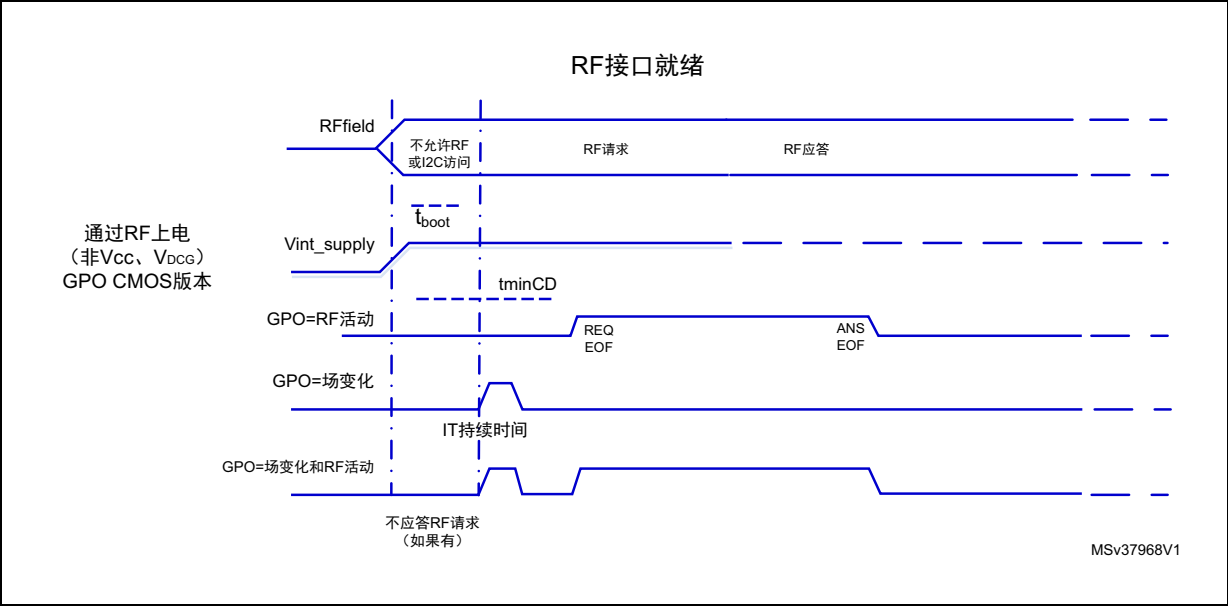 RF接口就绪
RFfield
不允许RF
或I2C访问
RF请求
RF应答
tboot
通过RF上电
（非Vcc、VDCG）
GPO CMOS版本
Vint_supply
tminCD
GPO=RF活动
REQ
EOF
ANS
EOF
GPO=场变化
IT持续时间
GPO=场变化和RF活动
不应答RF请求
（如果有）
MSv37968V1